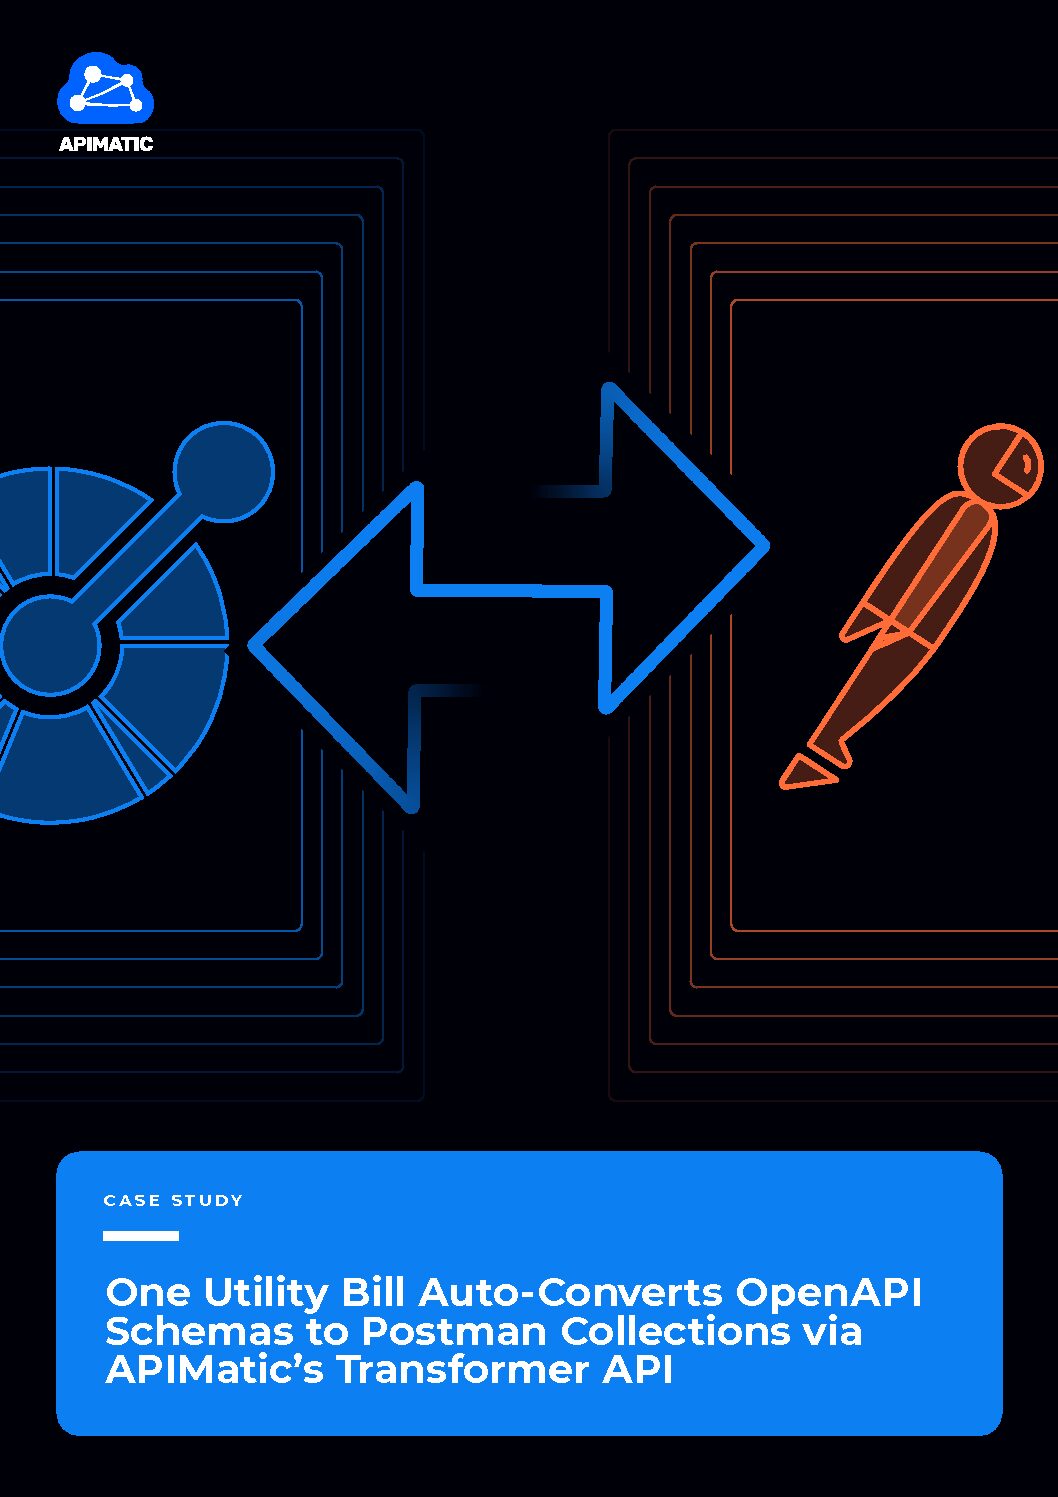 APIMATIC
CASE STUDY
One Utility Bill Auto-Converts OpenAPI
Schemas to Postman Collections via
APIMatic’s Transformer API